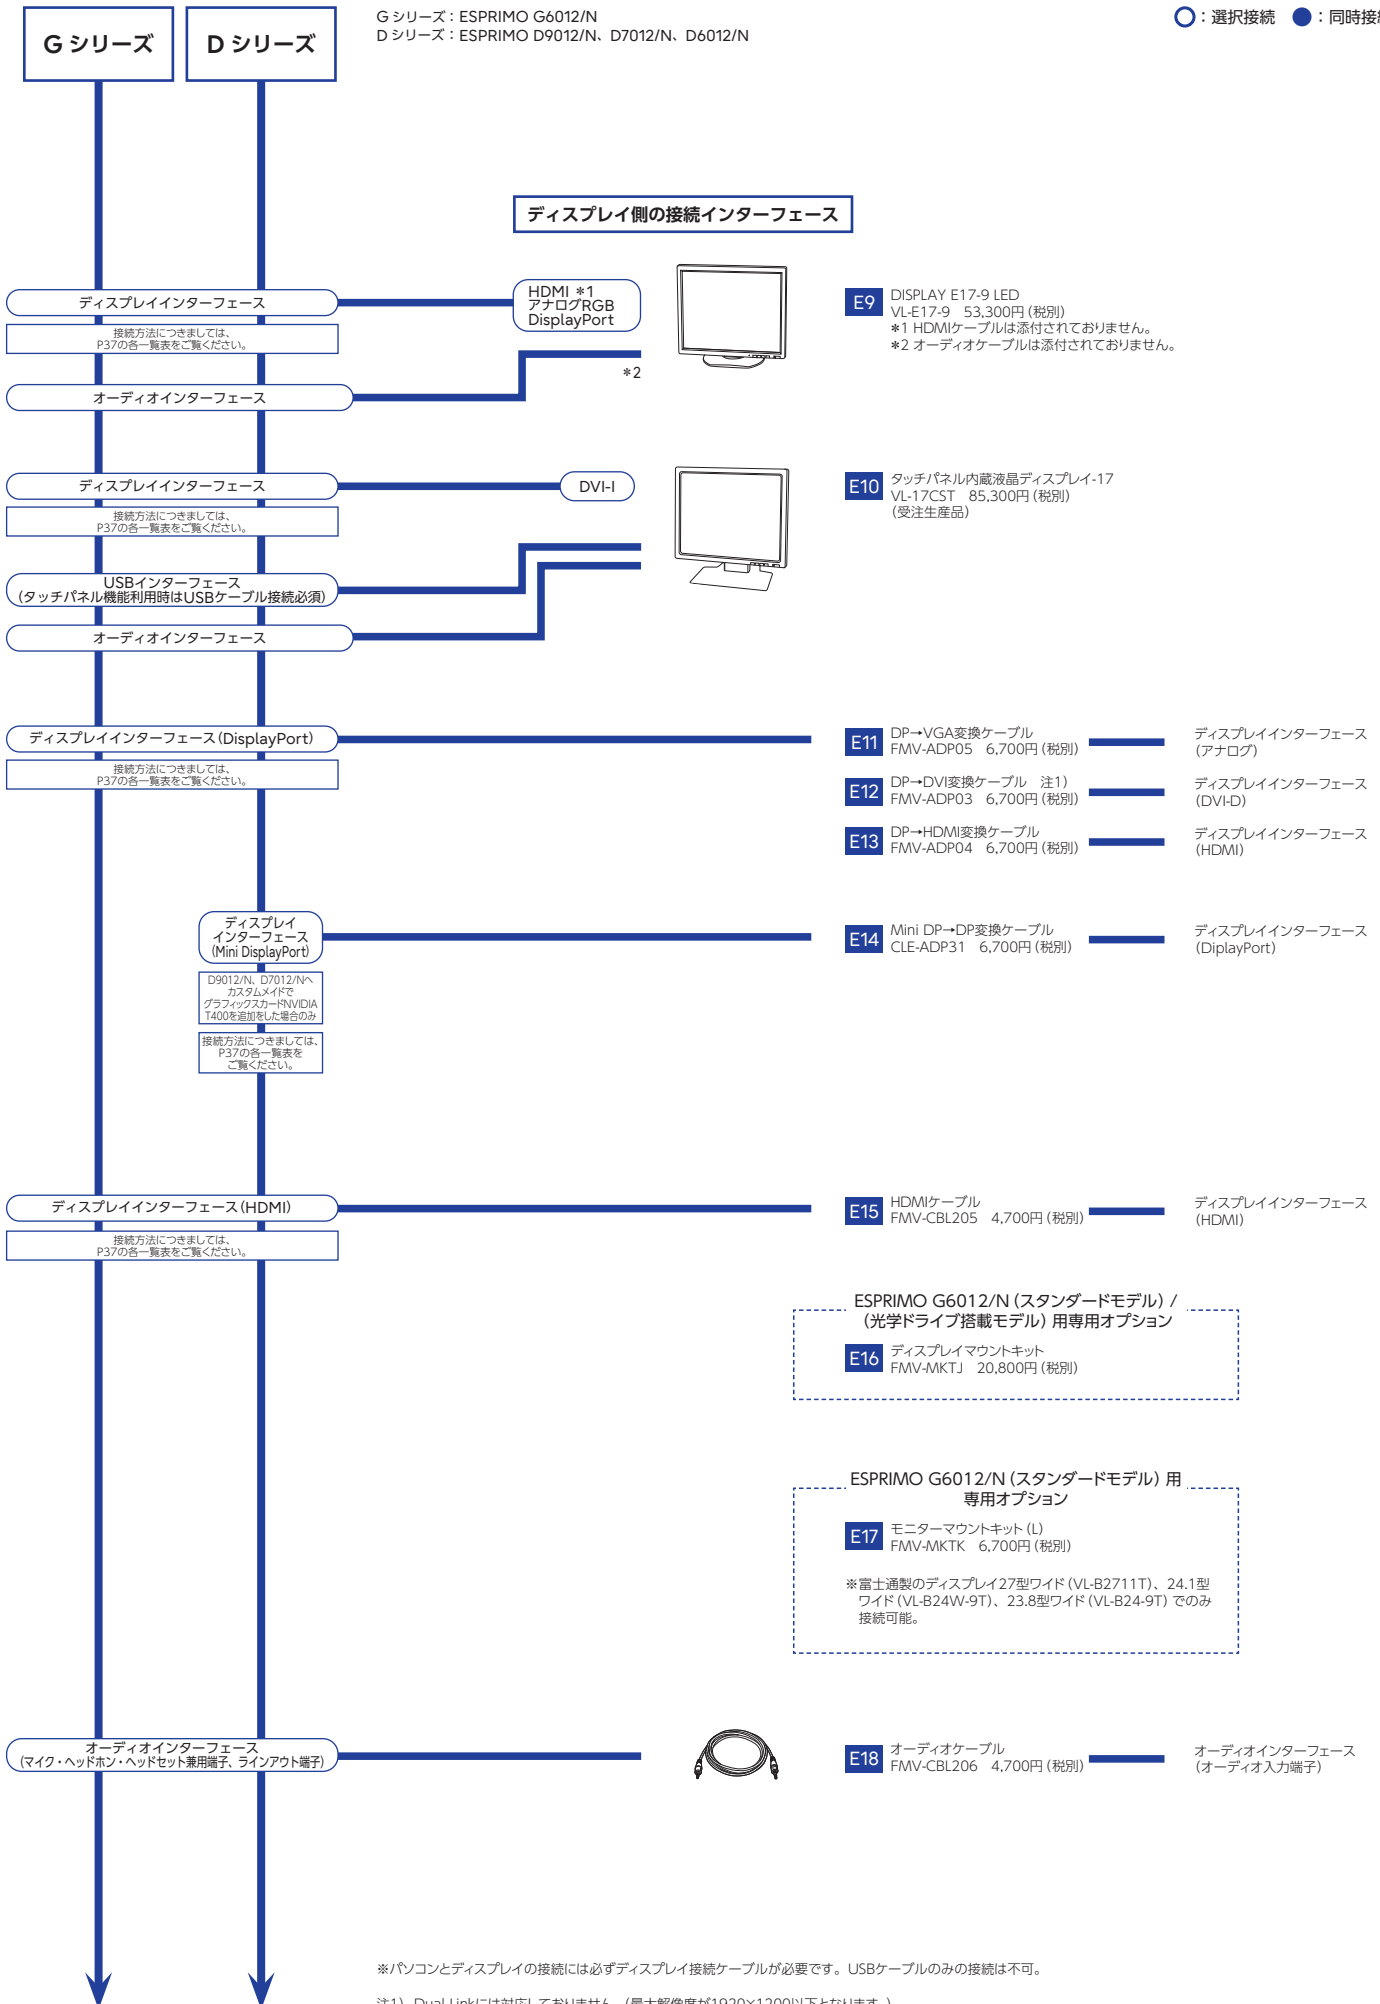 G シリーズ
D シリーズ
G シリーズ：ESPRIMO G6012/N
D シリーズ：ESPRIMO D9012/N、D7012/N、D6012/N
：選択接続　：同時接
ディスプレイ側の接続インターフェース
ディスプレイインターフェース
接続方法につきましては、
P37の各一覧表をご覧ください。
オーディオインターフェース
HDMI ＊1
アナログRGB
DisplayPort
＊2
E9
DISPLAY E17-9 LED
VL-E17-9　53,300円（税別）
＊1 HDMIケーブルは添付されておりません。
＊2 オーディオケーブルは添付されておりません。
ディスプレイインターフェース
接続方法につきましては、
P37の各一覧表をご覧ください。
USBインターフェース
（タッチパネル機能利用時はUSBケーブル接続必須）
オーディオインターフェース
DVI-I
E10
タッチパネル内蔵液晶ディスプレイ-17
VL-17CST　85,300円（税別）
（受注生産品）
ディスプレイインターフェース（DisplayPort）
接続方法につきましては、
P37の各一覧表をご覧ください。
E11
DP→VGA変換ケーブル
FMV-ADP05　6,700円（税別）
ディスプレイインターフェース
（アナログ）
E12
DP→DVI変換ケーブル　注1）
FMV-ADP03　6,700円（税別）
ディスプレイインターフェース
（DVI-D）
E13
DP→HDMI変換ケーブル
FMV-ADP04　6,700円（税別）
ディスプレイインターフェース
（HDMI）
ディスプレイ
インターフェース
（Mini DisplayPort）
D9012/N、D7012/Nへ
カスタムメイドで
グラフィックスカードNVIDIA
T400を追加をした場合のみ
接続方法につきましては、
P37の各一覧表を
ご覧ください。
E14
Mini DP→DP変換ケーブル
CLE-ADP31　6,700円（税別）
ディスプレイインターフェース
（DiplayPort）
ディスプレイインターフェース（HDMI）
接続方法につきましては、
P37の各一覧表をご覧ください。
E15
HDMIケーブル
FMV-CBL205　4,700円（税別）
ディスプレイインターフェース
（HDMI）
ESPRIMO G6012/N（スタンダードモデル）/
（光学ドライブ搭載モデル）用専用オプション
E16
ディスプレイマウントキット
FMV-MKTJ　20,800円（税別）
ESPRIMO G6012/N（スタンダードモデル）用
専用オプション
E17
モニターマウントキット（L）
FMV-MKTK　6,700円（税別）
※富士通製のディスプレイ27型ワイド（VL-B2711T）、24.1型
ワイド（VL-B24W-9T）、23.8型ワイド（VL-B24-9T）でのみ
接続可能。
オーディオインターフェース
（マイク・ヘッドホン・ヘッドセット兼用端子、ラインアウト端子）
E18
オーディオケーブル
FMV-CBL206　4,700円（税別）
オーディオインターフェース
（オーディオ入力端子）
※パソコンとディスプレイの接続には必ずディスプレイ接続ケーブルが必要です。USBケーブルのみの接続は不可。
注1）Dual Linkには対応しておりません。（最大解像度が1920×1200以下となります。）